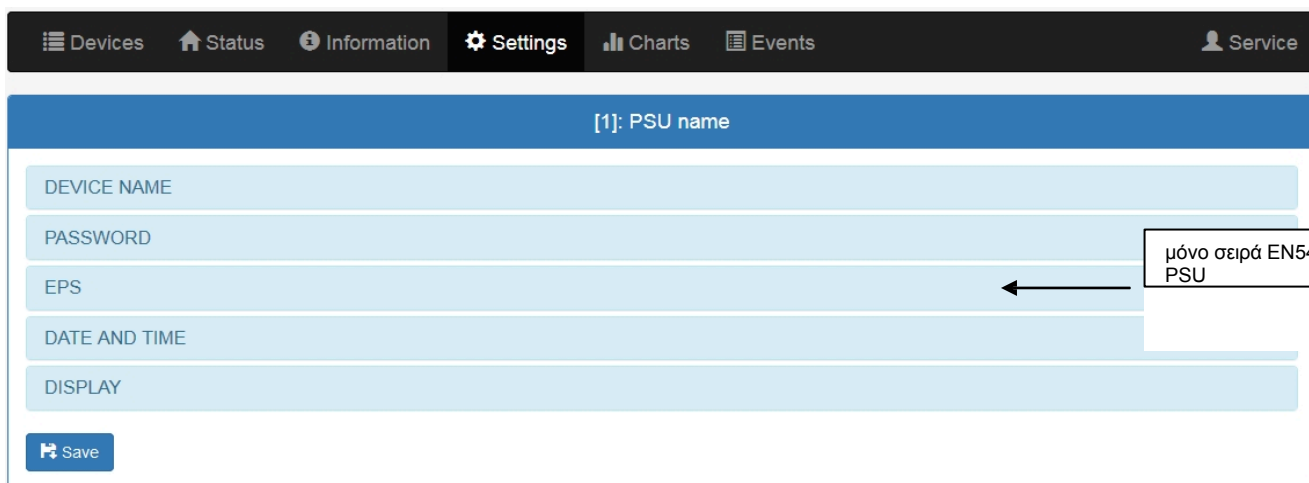 Devices Status Information Settings Charts Events Service
[1]: PSU name
DEVICE NAME
PASSWORD
μόνο σειρά EN54
PSU
EPS
DATE AND TIME
DISPLAY
Save